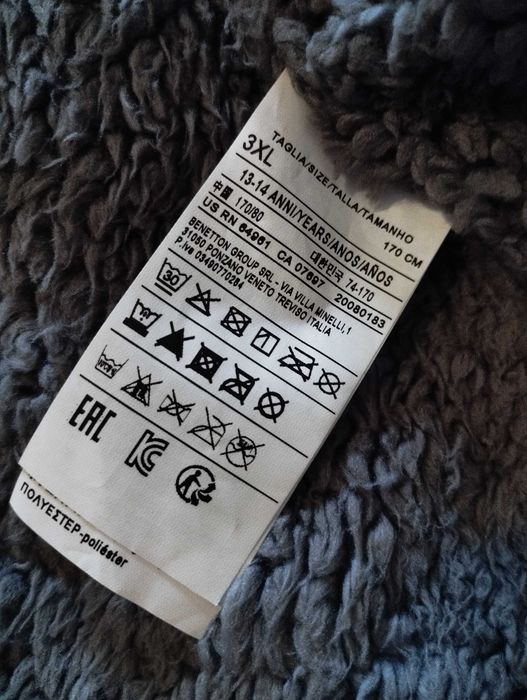 TAGLIA/SIZE/TALLA/TAMANHO
3XL 170 CM
13-14 ANNI/YEARS/ANOS/AÑOS
中国 170/80 대한민국 74-170
US RN 64961 CA 07697 20080183
BENETTON GROUP SRL - VIA VILLA MINELLI, 1
31050 PONZANO VENETO TREVISO ITALIA
P.iva 03490770264
30
EAC
KC
ΠΟΛΥΕΣΤΕΡ-poliéster